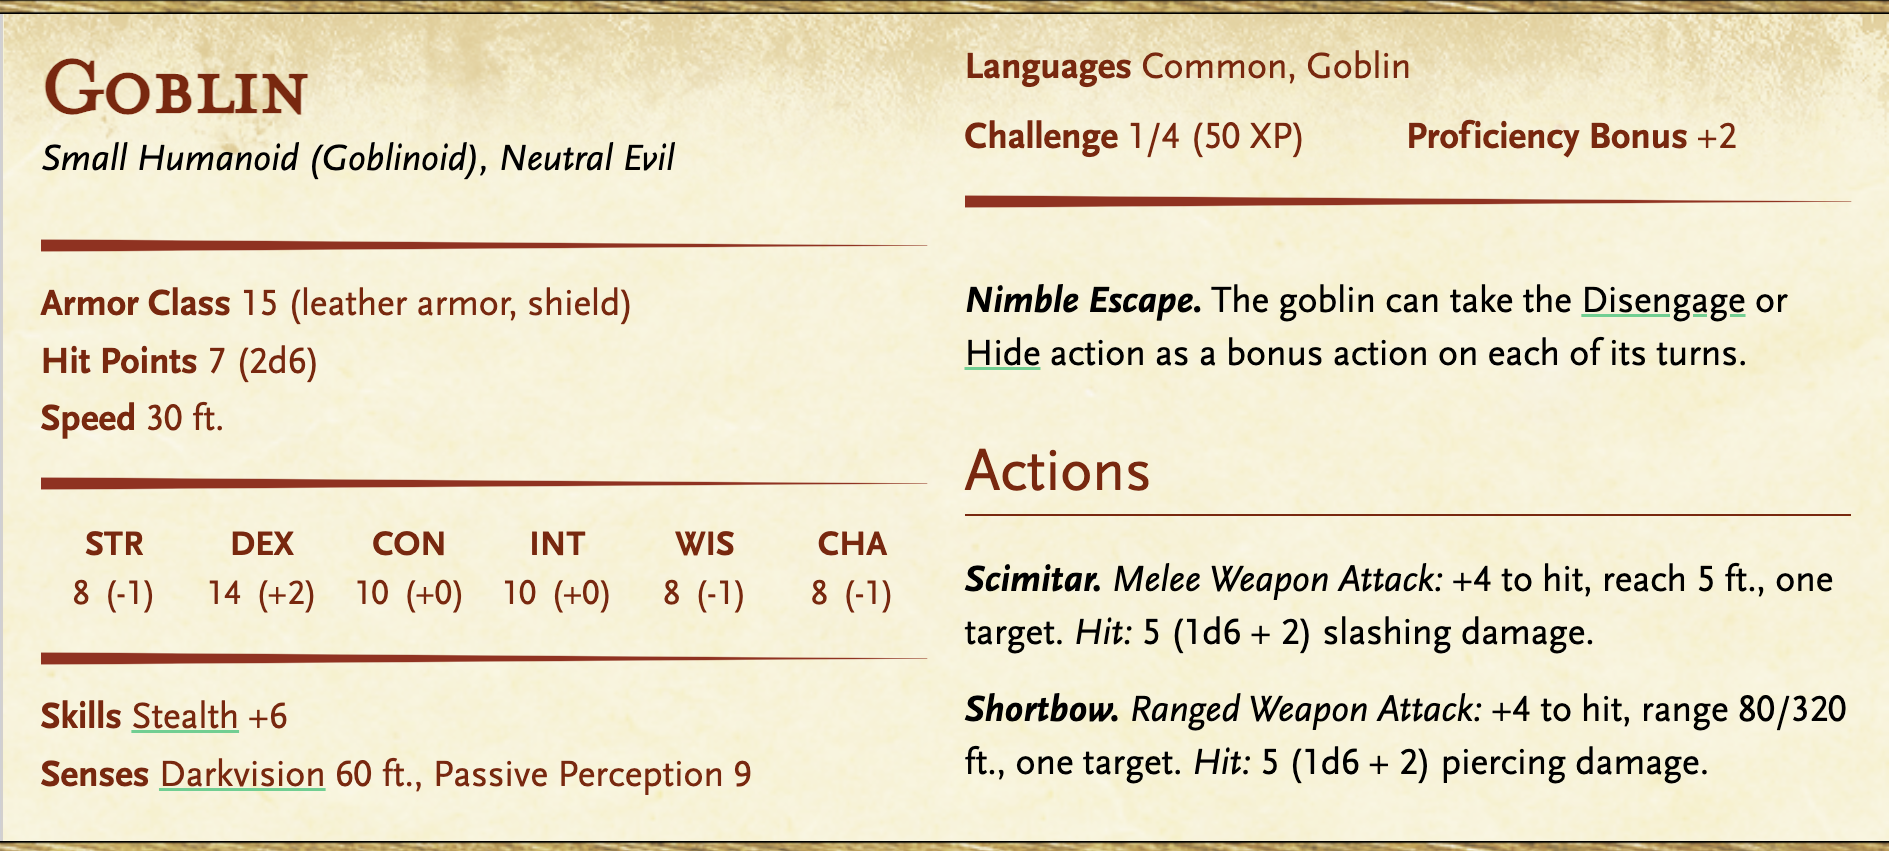 Goblin
Small Humanoid (Goblinoid), Neutral Evil
Armor Class 15 (leather armor, shield)
Hit Points 7 (2d6)
Speed 30 ft.
STR DEX CON INT WIS CHA
8 (-1) 14 (+2) 10 (+0) 10 (+0) 8 (-1) 8 (-1)
Skills Stealth +6
Senses Darkvision 60 ft., Passive Perception 9
Languages Common, Goblin
Challenge 1/4 (50 XP) Proficiency Bonus +2
Nimble Escape. The goblin can take the Disengage or
Hide action as a bonus action on each of its turns.
Actions
Scimitar. Melee Weapon Attack: +4 to hit, reach 5 ft., one
target. Hit: 5 (1d6 + 2) slashing damage.
Shortbow. Ranged Weapon Attack: +4 to hit, range 80/320
ft., one target. Hit: 5 (1d6 + 2) piercing damage.